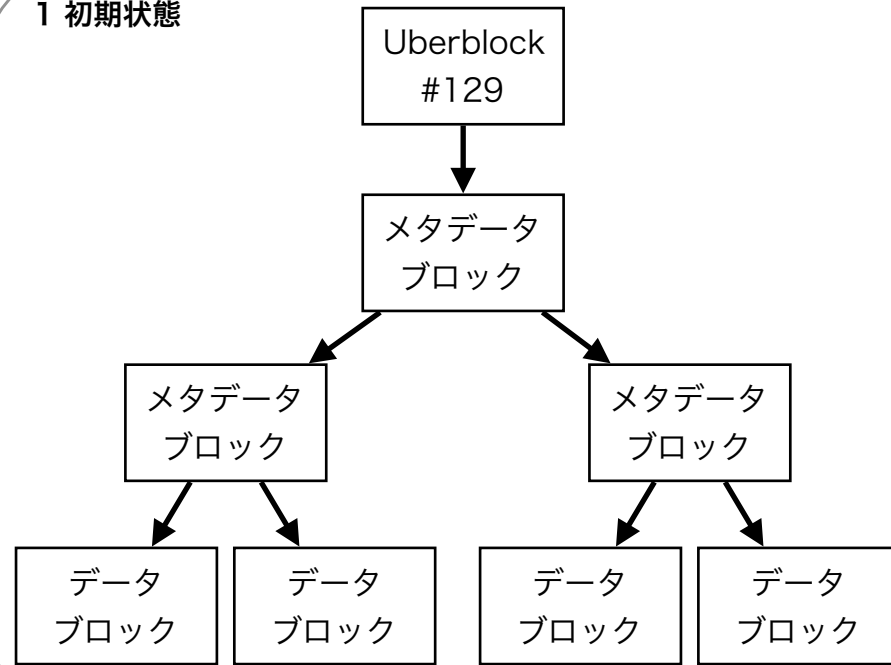 1 初期状態
Uberblock
#129
メタデータ
ブロック
メタデータ
ブロック
メタデータ
ブロック
データ
ブロック
データ
ブロック
データ
ブロック
データ
ブロック